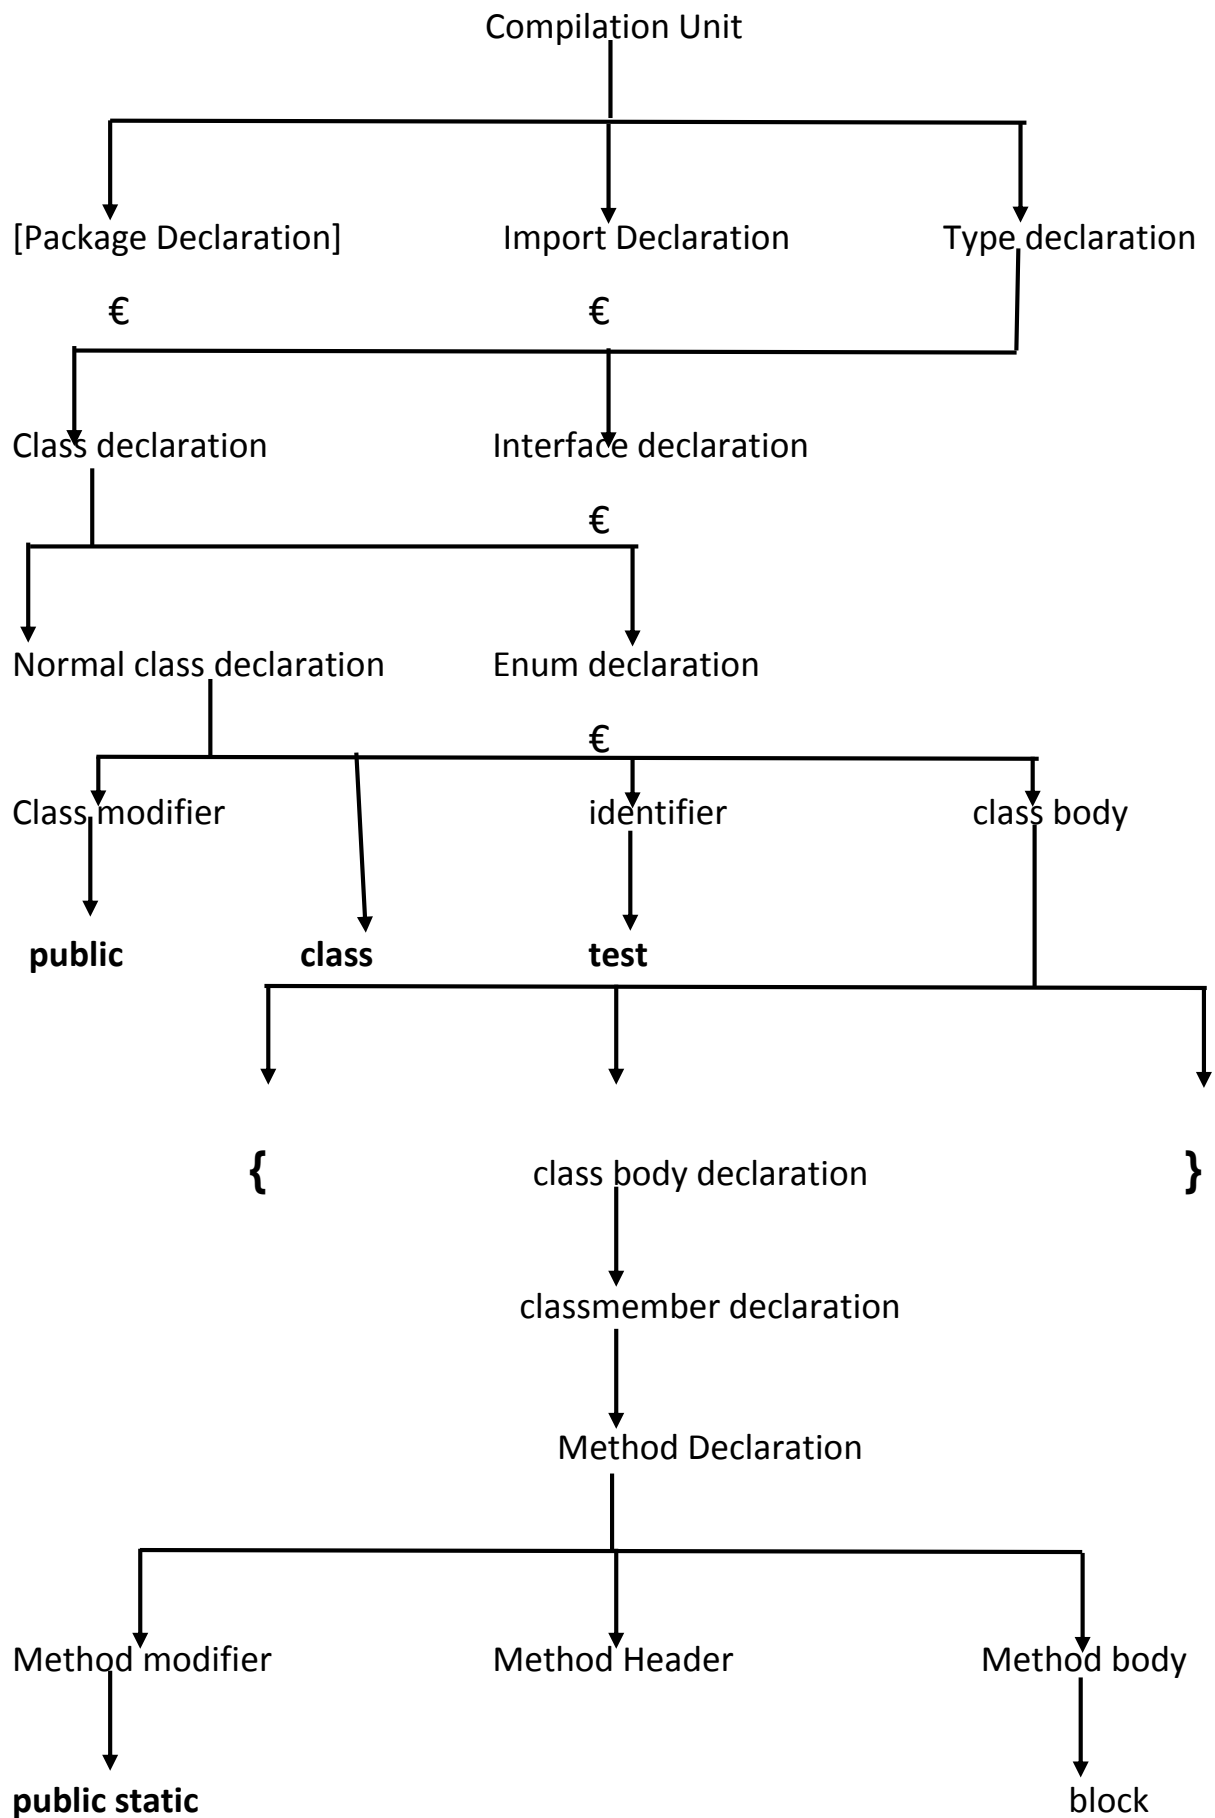 Compilation Unit
[Package Declaration] Import Declaration Type declaration
€ €
Class declaration Interface declaration
€
Normal class declaration Enum declaration
€
Class modifier identifier class body
public class test
{ class body declaration }
classmember declaration
Method Declaration
Method modifier Method Header Method body
public static block